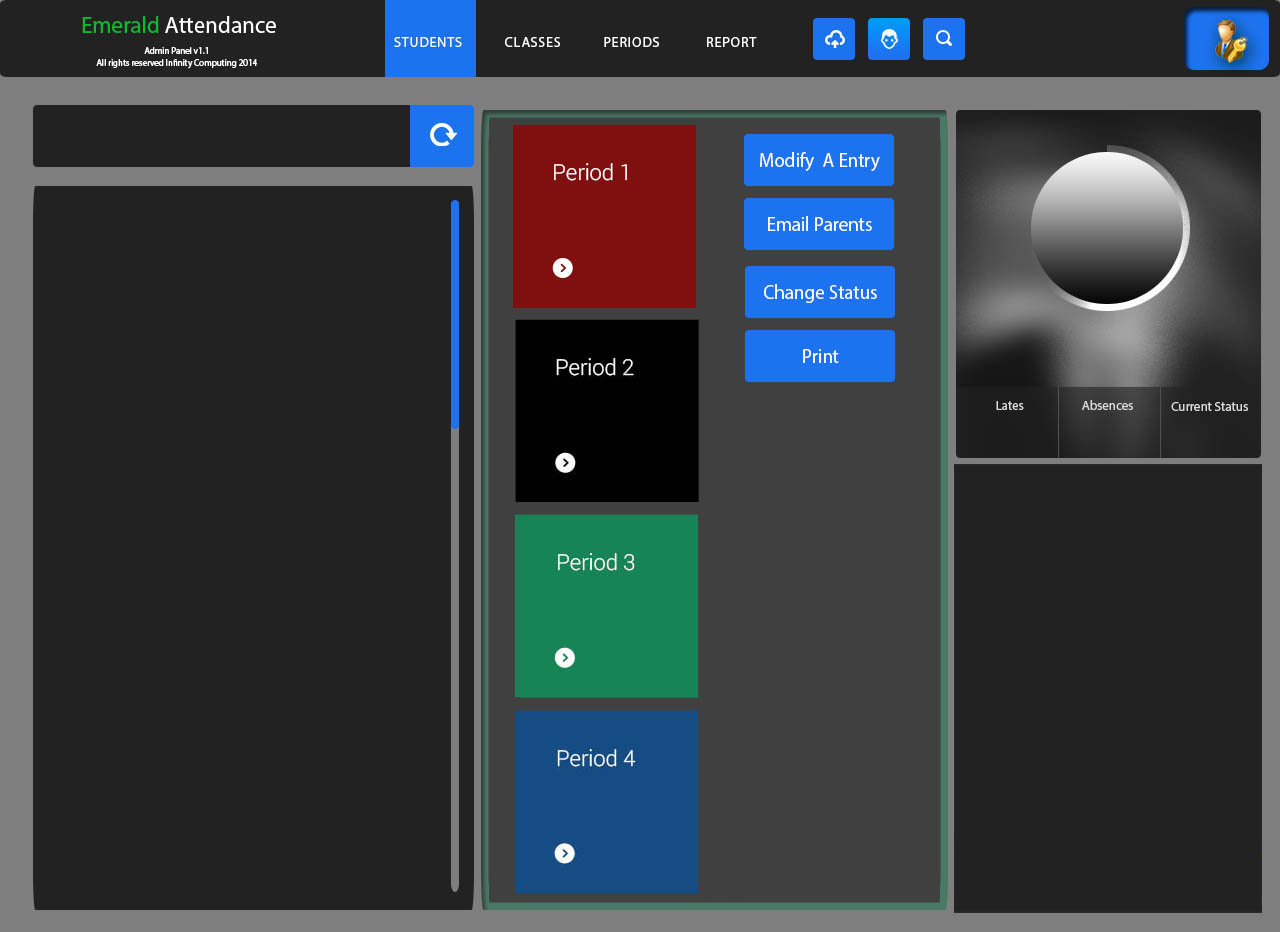 Emerald Attendance
Admin Panel v1.1
All rights reserved Infinity Computing 2014
STUDENTS
CLASSES
PERIODS
REPORT
Period 1
Period 2
Period 3
Period 4
Modify A Entry
Email Parents
Change Status
Print
Lates
Absences
Current Status